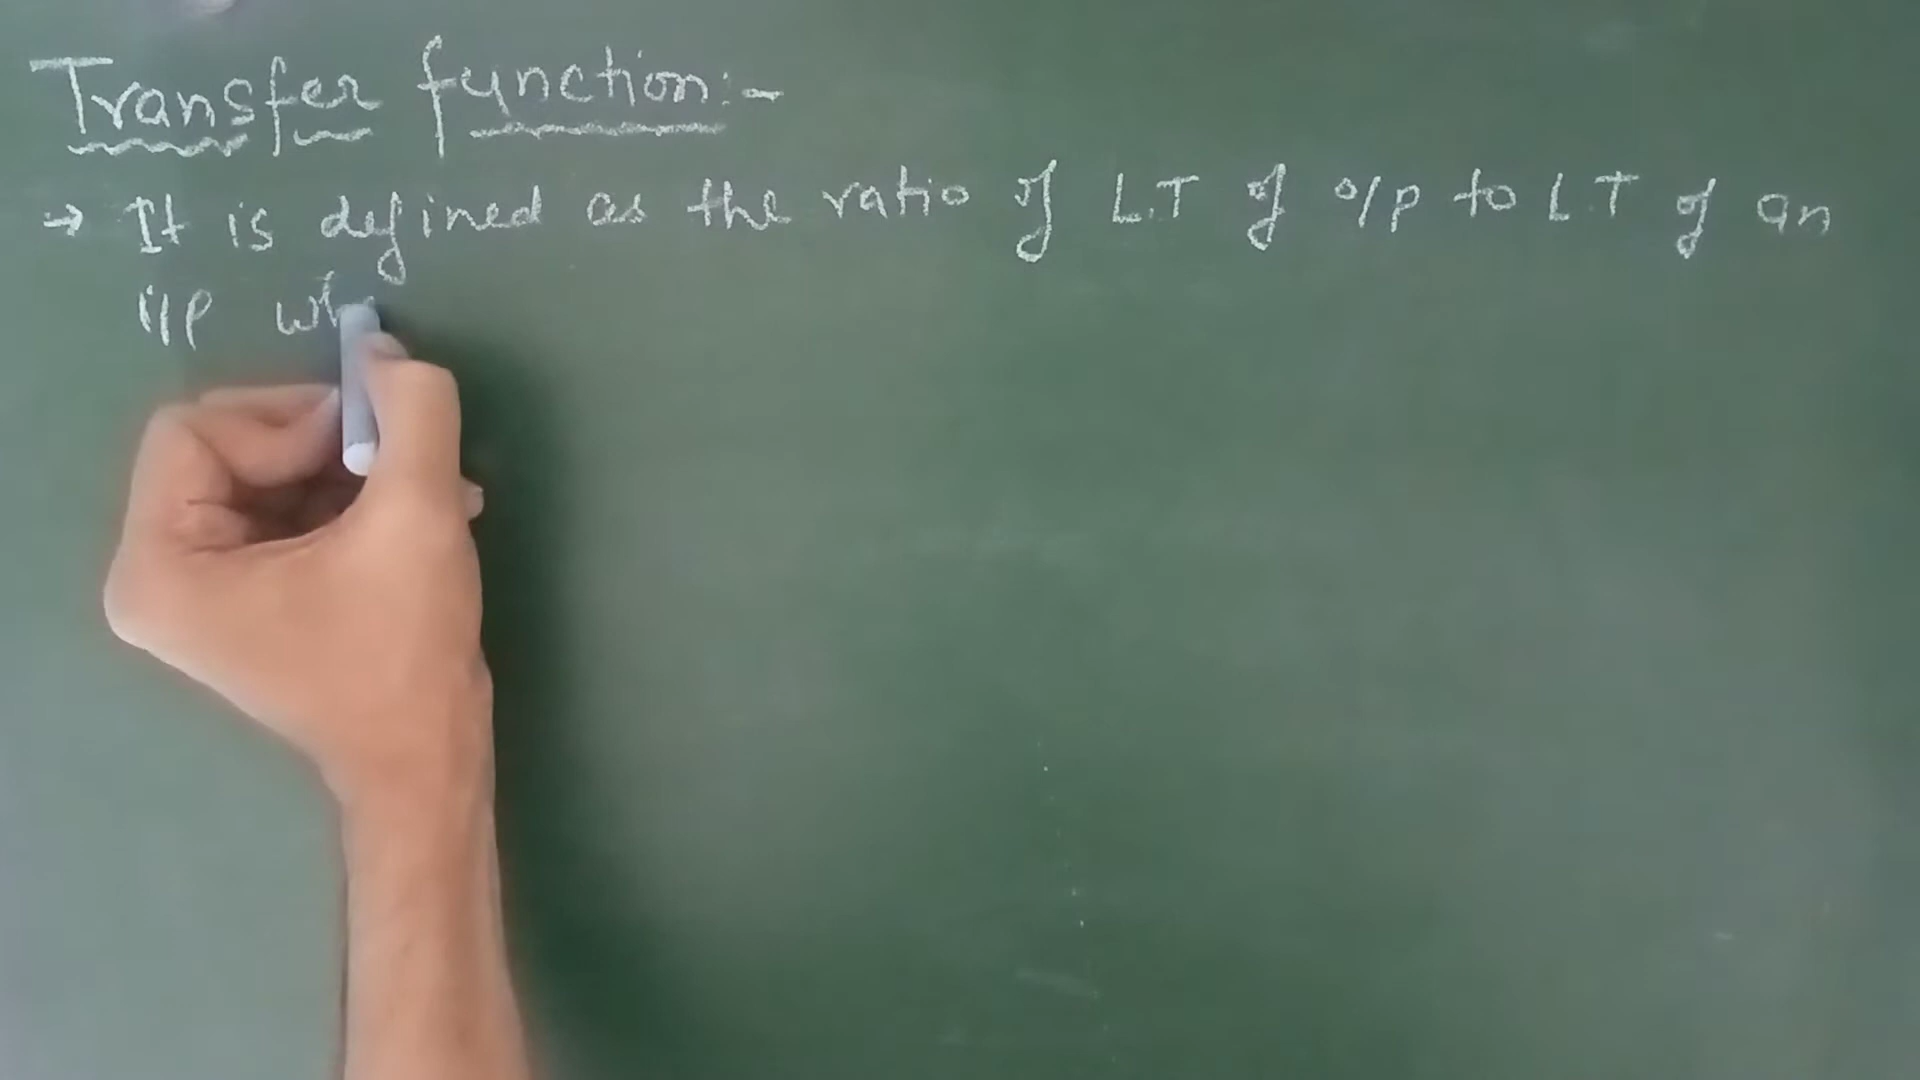 Transfer function:-
→ It is defined as the ratio of L.T of o/p to L.T of an
i/p